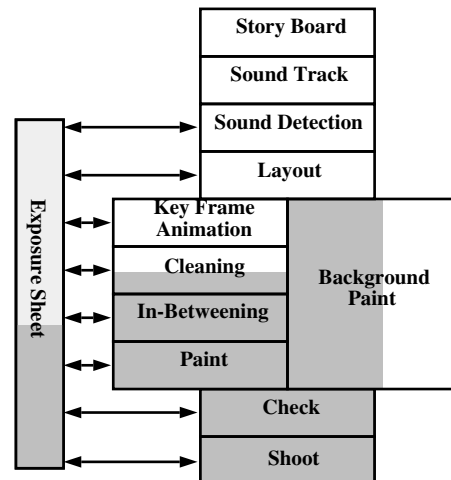 Story Board
Sound Track
Sound Detection
Layout
Exposure Sheet
Key Frame
Animation
Cleaning
In-Betweening
Paint
Background
Paint
Check
Shoot